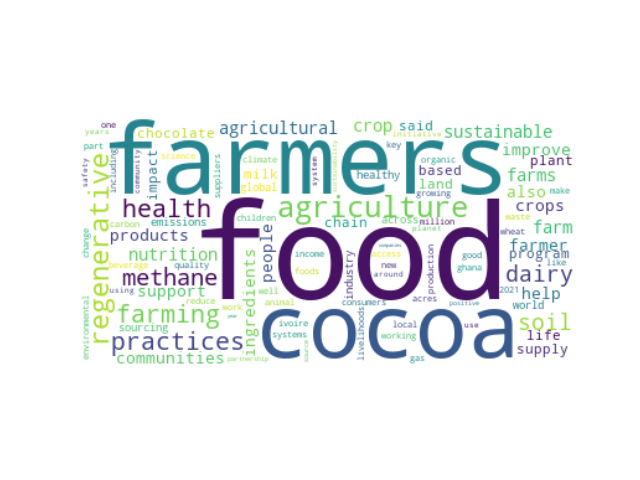 one
years
part
safety
including
community
chocolate
science
impact
suppliers
agricultural
climate
milk
global
crop
said
initiative
key
system
sustainability
healthy
organic
based
land
growing
sustainable
improve
plant
farms
also
make
crops
farmers
regenerative
health
products
carbon
emissions
nutrition
beverage
quality
methane
support
using
reduce
farming
work
year
sourcing
practices
communities
partnership
change
environmental
agriculture
children
chain
across
million
planet
waste
wheat
farm
farmer
program
people
ingredients
food
income
foods
well
animal
industry
access
companies
new
around
production
acres
good
ghana
2021
positive
dairy
like
help
world
cocoa
ivoire
systems
source
consumers
livelihoods
local
working
gas
use
soil
life
supply